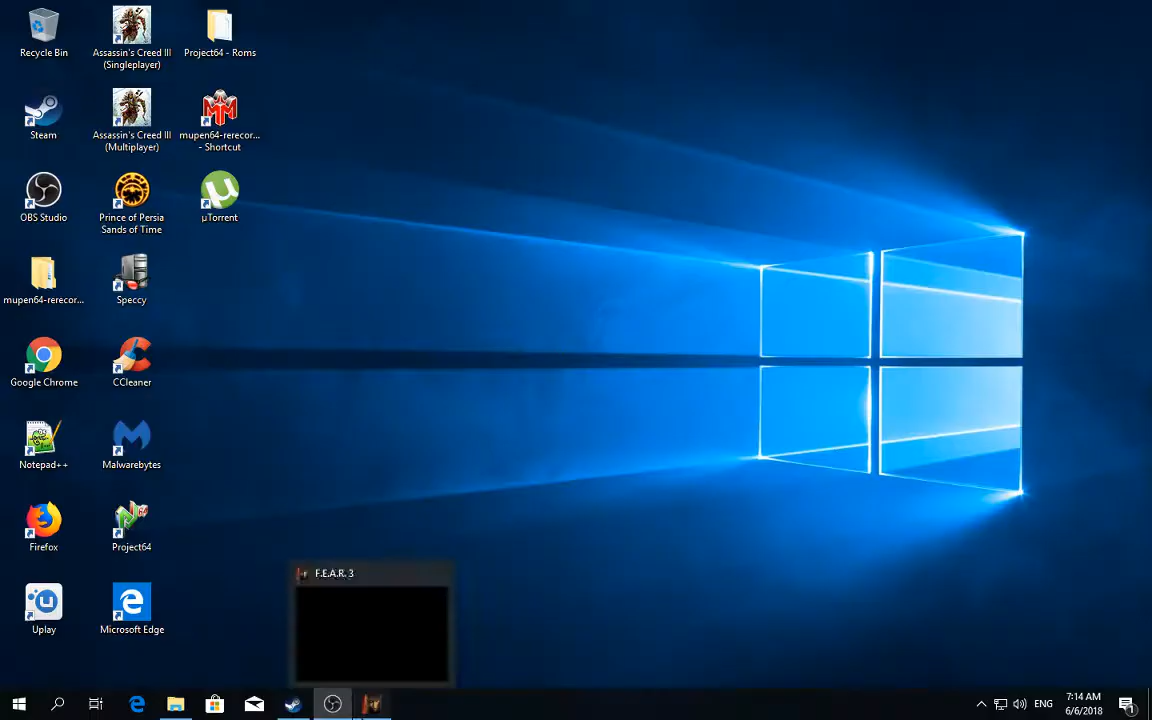 Recycle Bin
Assassin's Creed III
(Singleplayer)
Project64 - Roms
Steam
Assassin's Creed III
(Multiplayer)
mupen64-rerecor...
- Shortcut
OBS Studio
Prince of Persia
Sands of Time
µTorrent
mupen64-rerecor...
Speccy
Google Chrome
CCleaner
Notepad++
Malwarebytes
Firefox
Project64
Uplay
Microsoft Edge
F.E.A.R. 3
ENG
7:14 AM
6/6/2018
1